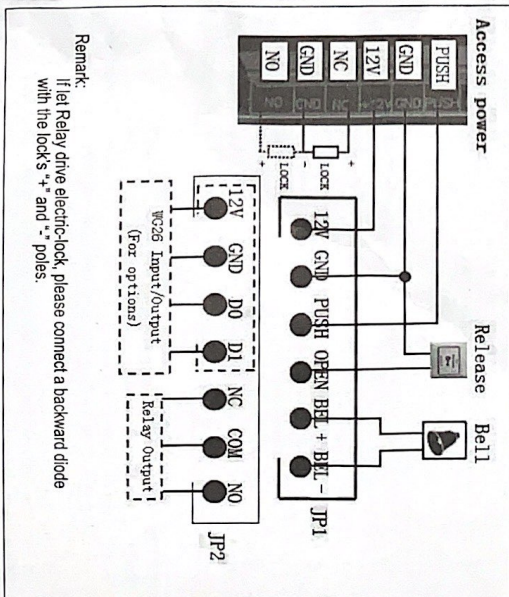 Access power
Release
Bell
PUSH
PUSH
GND
GND
12V
+12V
NC
NC
GND
GND
NO
NO
+
LOCK
-
LOCK
+
12V GND PUSH OPEN BEL+ BEL-
JP1
12V GND D0 D1 NC COM NO
JP2
WG26 Input/Output
(For options)
Relay Output
Remark:
If let Relay drive electric-lock, please connect a backward diode
with the lock's "+" and "-" poles.